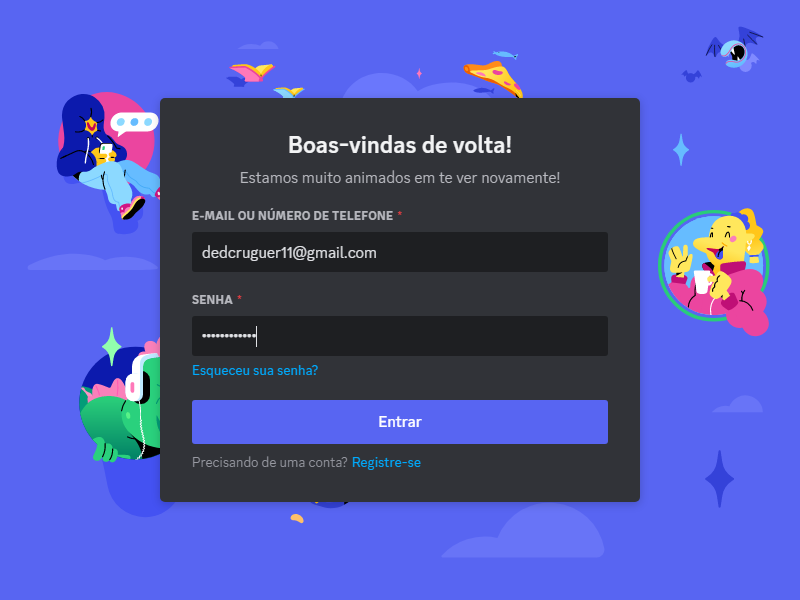 Boas-vindas de volta!
Estamos muito animados em te ver novamente!
E-MAIL OU NÚMERO DE TELEFONE *
dedcruguer11@gmail.com
SENHA *
••••••••••••
Esqueceu sua senha?
Entrar
Precisando de uma conta? Registre-se